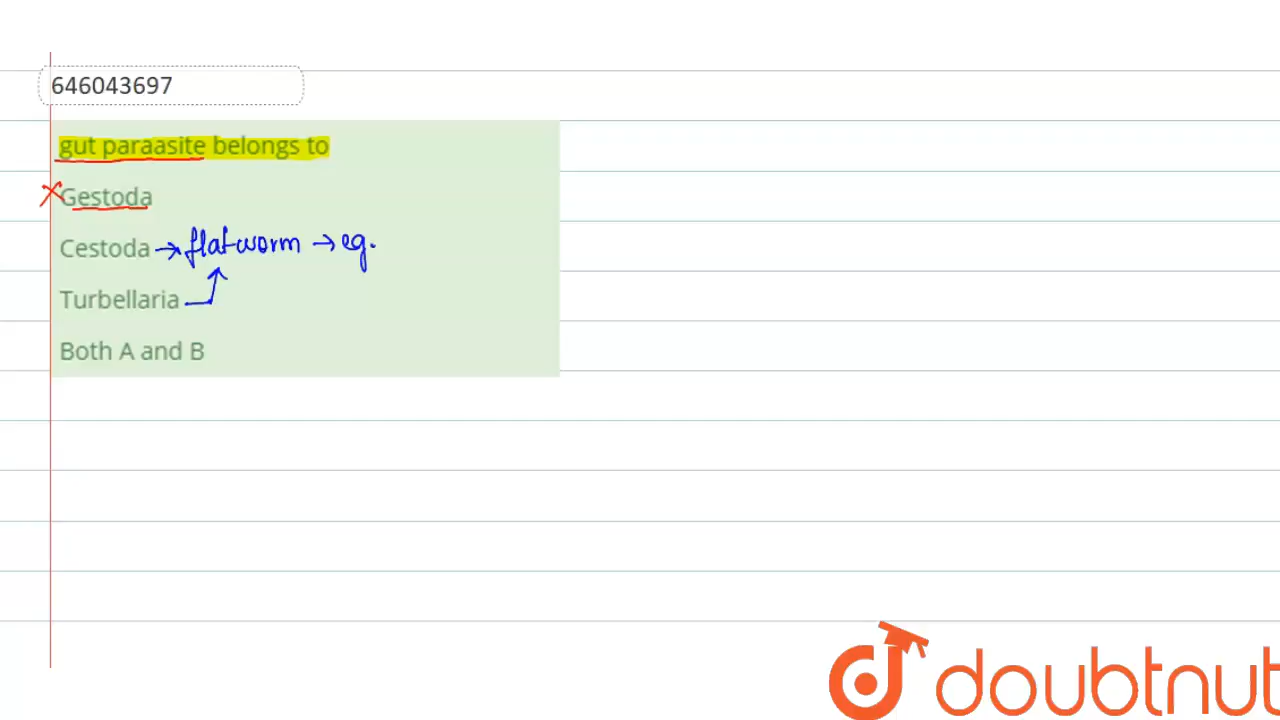 646043697
gut paraasite belongs to
Gestoda
Cestoda → flatworm → eg.
Turbellaria
Both A and B
doubtnut